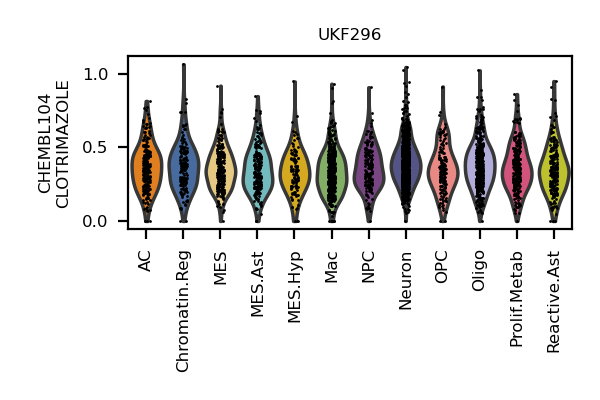 UKF296
CHEMBL104
CLOTRIMAZOLE
1.0
0.5
0.0
AC
Chromatin.Reg
MES
MES.Ast
MES.Hyp
Mac
NPC
Neuron
OPC
Oligo
Prolif.Metab
Reactive.Ast